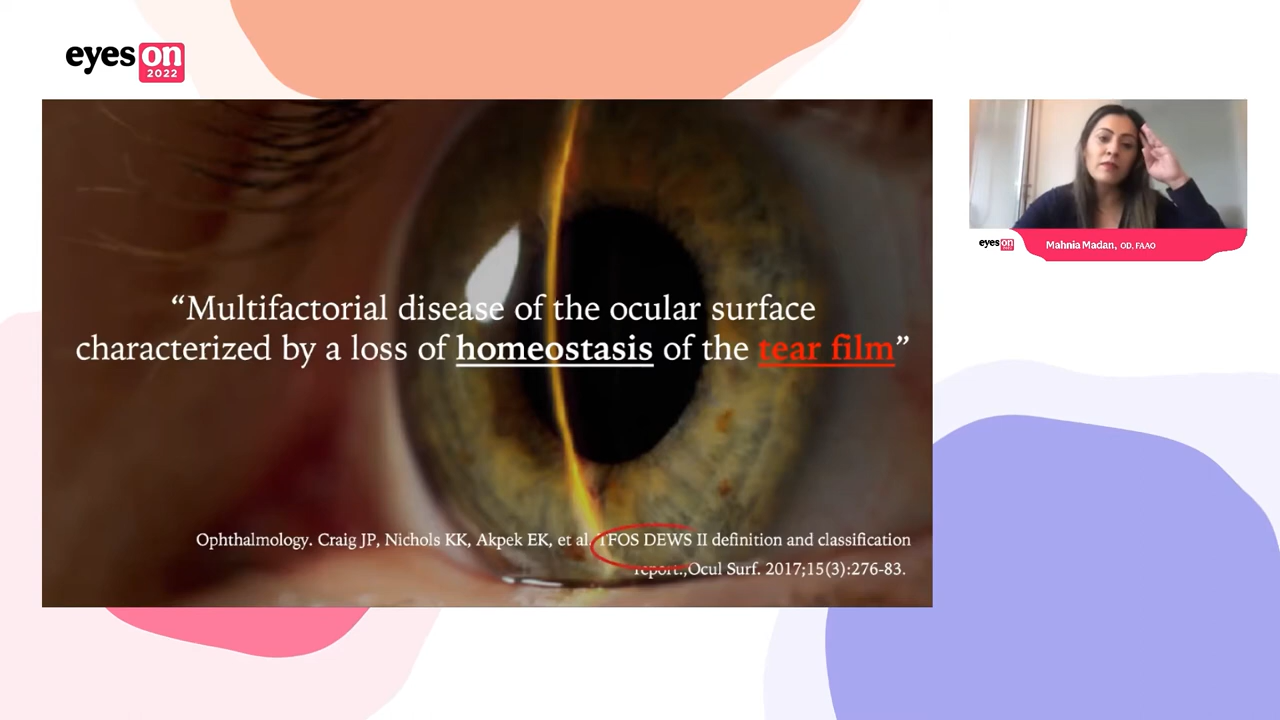 eyes on
2022
“Multifactorial disease of the ocular surface
characterized by a loss of homeostasis of the tear film”
Ophthalmology. Craig JP, Nichols KK, Akpek EK, et al. TFOS DEWS II definition and classification
report.,Ocul Surf. 2017;15(3):276-83.
eyes on
2022
Mahnia Madan, OD, FAAO